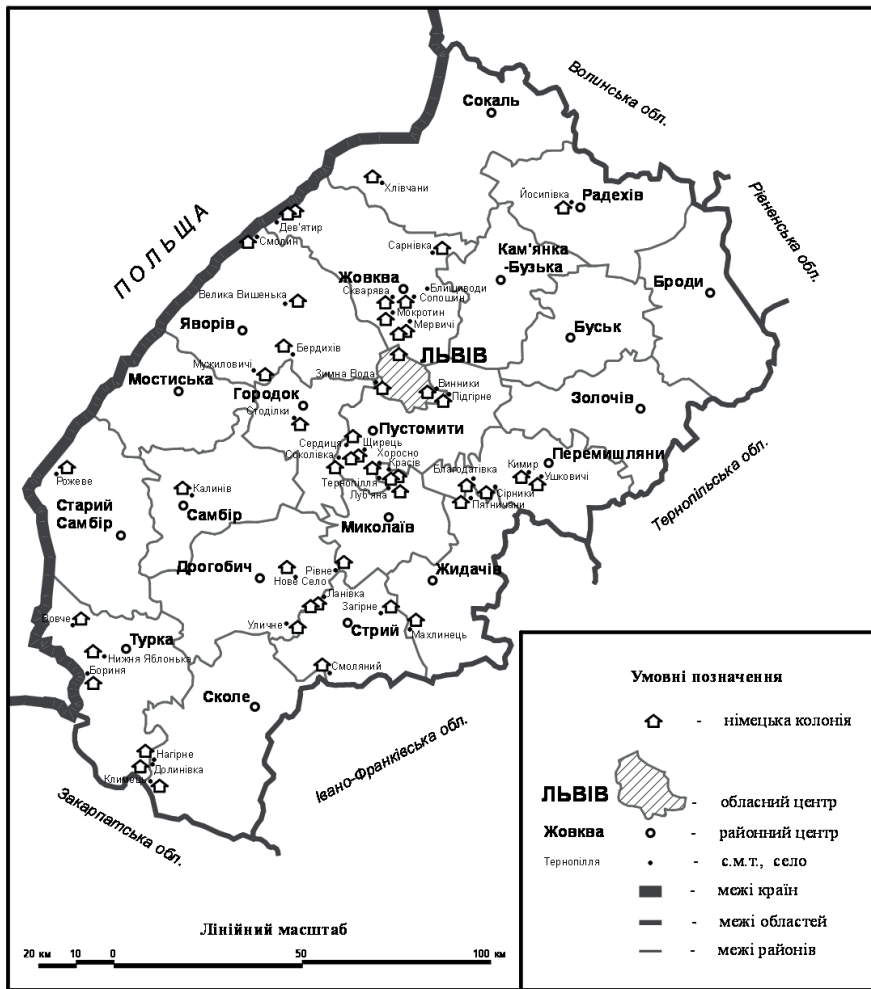 Сокаль
Волинська обл.
Хлівчани
Йосипівка
Радехів
Рівненська обл.
ПОЛЬЩА
Дев'ятир
Смолин
Сарнівка
Кам'янка
-Бузька
Жовква
Блищиводи
Скварява
Сопошин
Броди
Велика Вишенька
Мокротин
Мервичі
Яворів
Буськ
Бердихів
ЛЬВІВ
Мужиловичі
Зимна Вода
Мостиська
Винники
Підгірне
Городок
Золочів
Стоділки
Пустомити
Сердиця
Щирець
Соколівка
Хоросно
Красів
Перемишляни
Рожеве
Тернопілля
Благодатівка
Кимир
Ушковичі
Калинів
Луб'яна
Сірники
П'ятничани
Тернопільська обл.
Старий
Самбір
Самбір
Миколаїв
Дрогобич
Рівне
Нове Село
Жидачів
Ланівка
Загірне
Уличне
Стрий
Махлинець
Вовче
Турка
Нижня Яблонька
Бориня
Смоляний
Сколе
Івано-Франківська обл.
Нагірне
Долинівка
Климець
Закарпатська обл.
Лінійний масштаб
20 км 10 0 50 100 км
Умовні позначення
- німецька колонія
ЛЬВІВ - обласний центр
Жовква - районний центр
Тернопілля - с.м.т., село
- межі країн
- межі областей
- межі районів